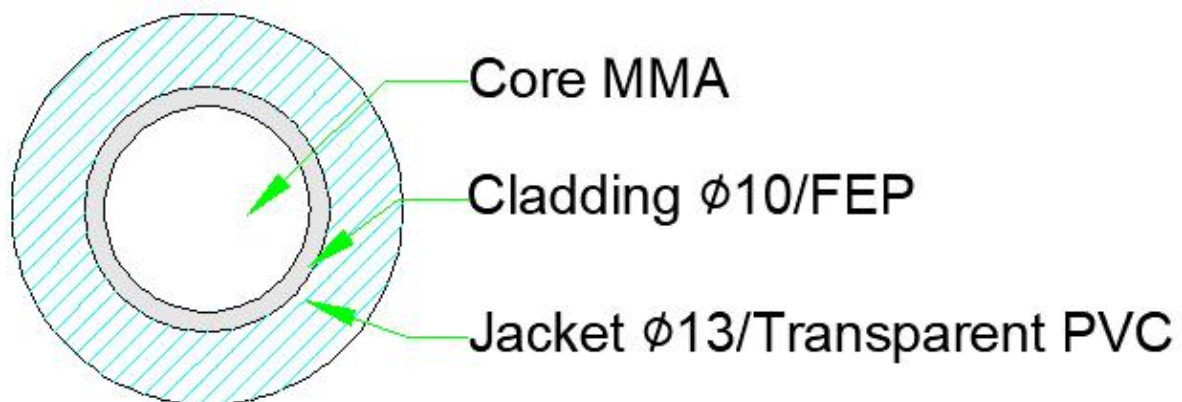 Core MMA
Cladding ϕ10/FEP
Jacket ϕ13/Transparent PVC